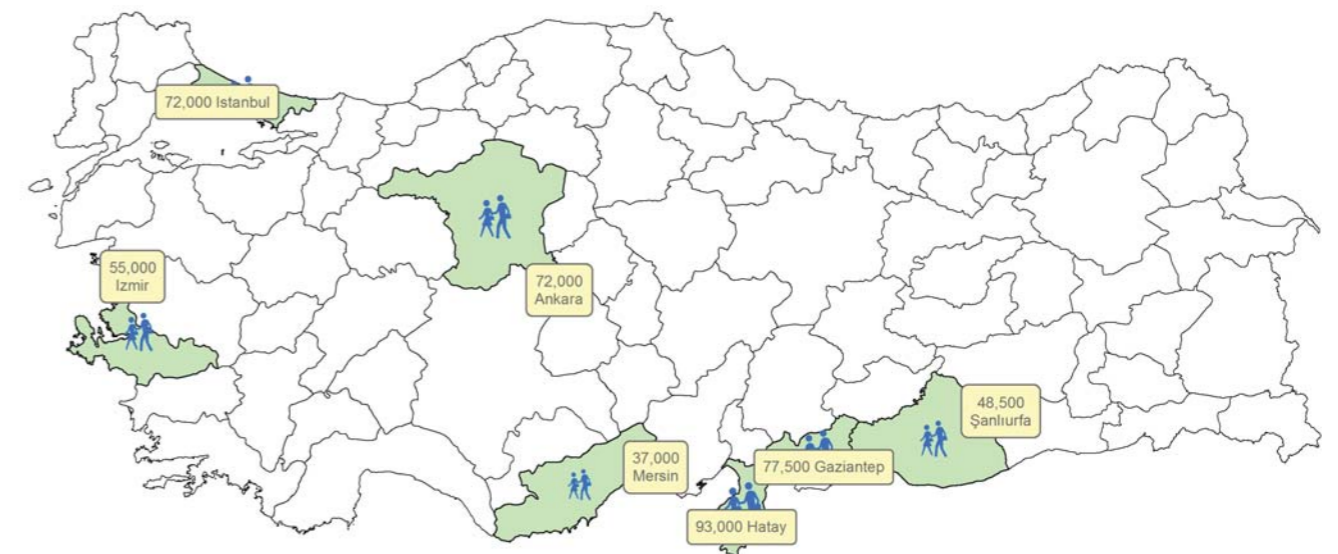 72,000 Istanbul
55,000
Izmir
72,000
Ankara
48,500
Şanlıurfa
37,000
Mersin
77,500 Gaziantep
93,000 Hatay